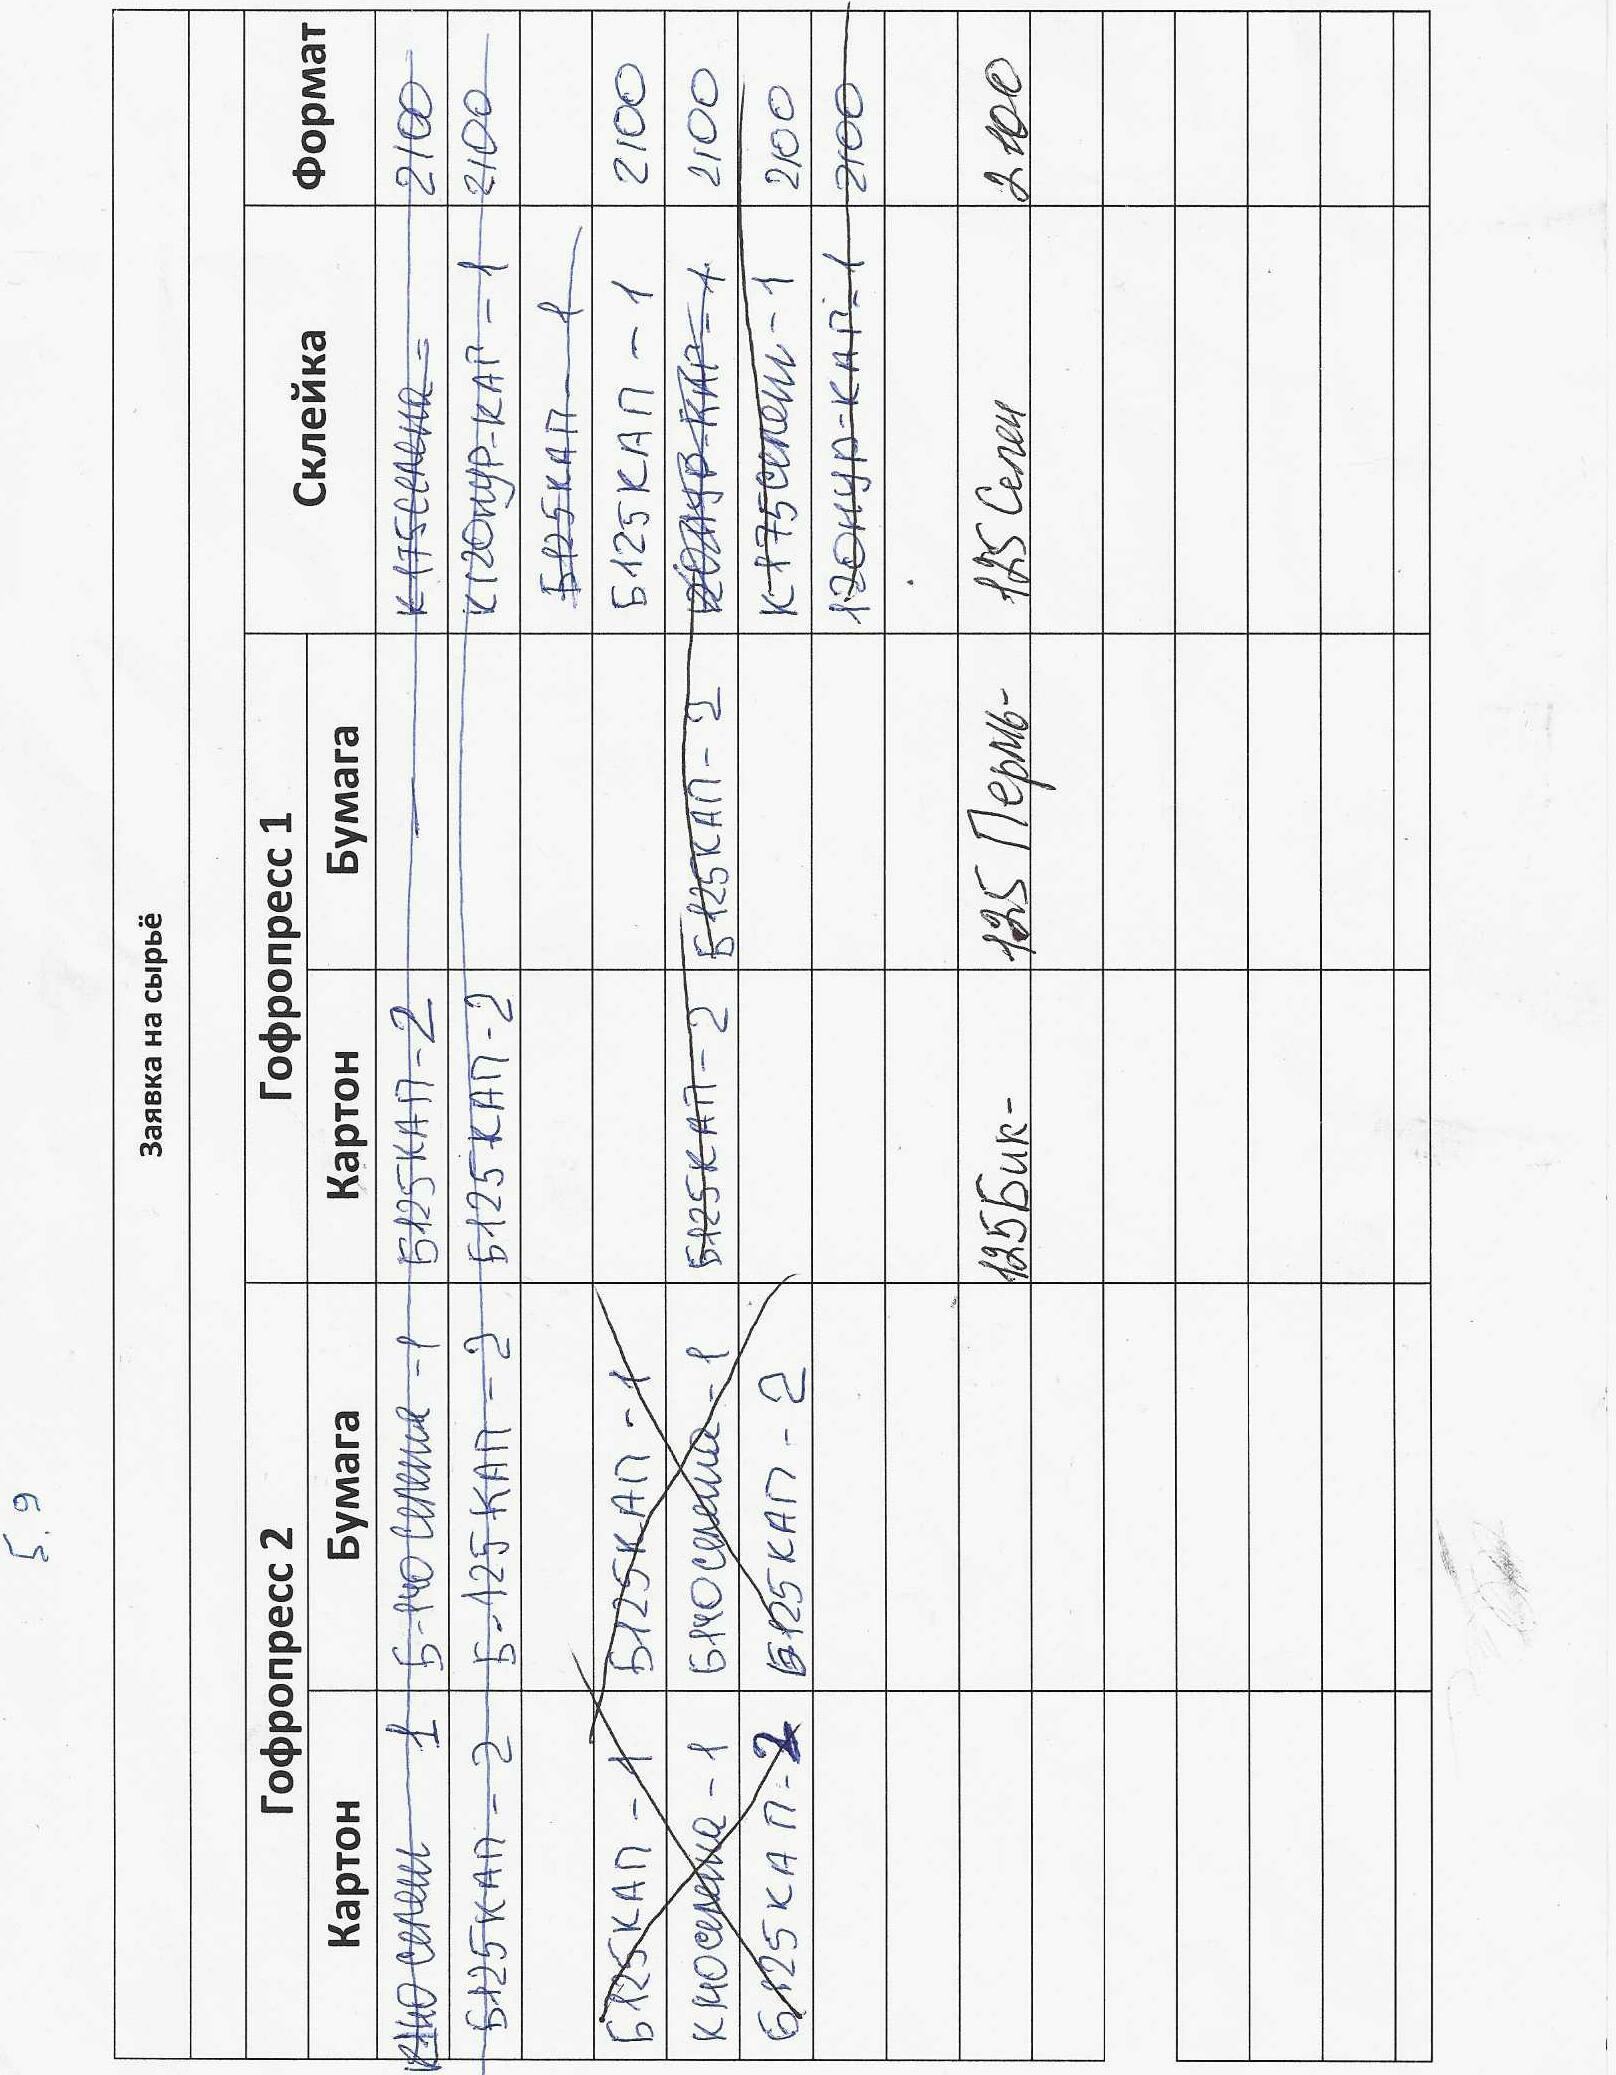 5.9
Заявка на сырьё
Гофропресс 2 Гофропресс 1 Склейка Формат
Картон Бумага Картон Бумага
К140 селен 1 Б-140 селена -1 Б125КАП-2 — К175селена = 2100
Б125КАП - 2 Б-125 КАП - 2 Б125 КАП-2 К120нур-КАП - 1 2100
Б125КАП - 1
Б125КАП - 1 Б125КАП - 1 Б125КАП - 1 2100
К140селена - 1 Б140селена - 1 Б125КАП - 2 Б125КАП - 2 120нур-КАП - 1 2100
Б125КАП-2 Б125КАП - 2 К175селен - 1 2100
120нур-КАП-1 2100
125Бик- 125 Пермь- 125 Селен 2100